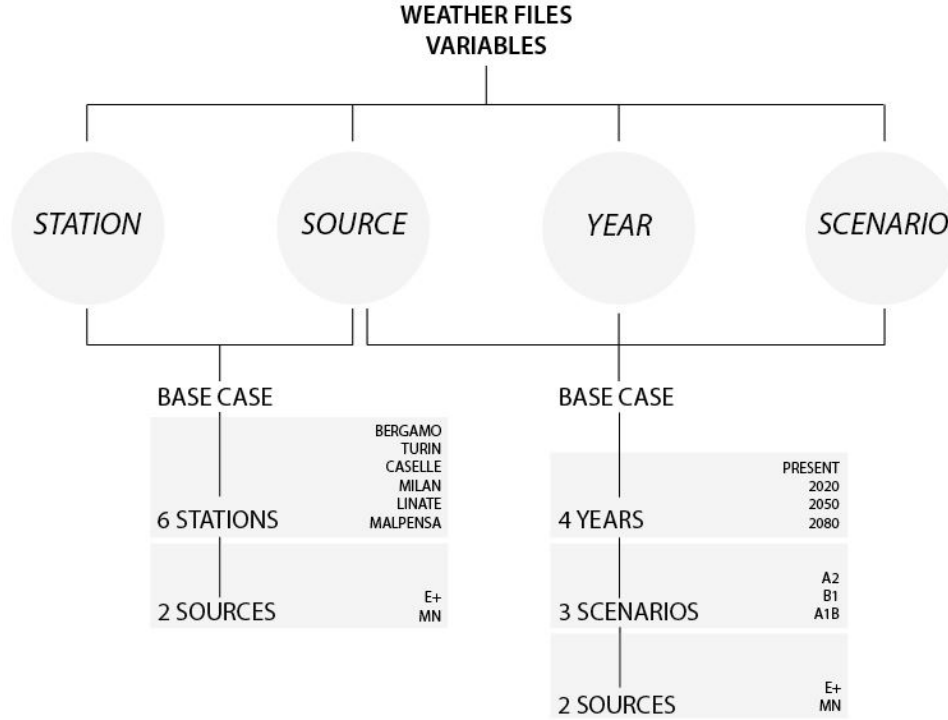 WEATHER FILES
VARIABLES
STATION
SOURCE
YEAR
SCENARIO
BASE CASE
BERGAMO
TURIN
CASELLE
MILAN
LINATE
MALPENSA
6 STATIONS
E+
MN
2 SOURCES
BASE CASE
PRESENT
2020
2050
2080
4 YEARS
A2
B1
A1B
3 SCENARIOS
E+
MN
2 SOURCES